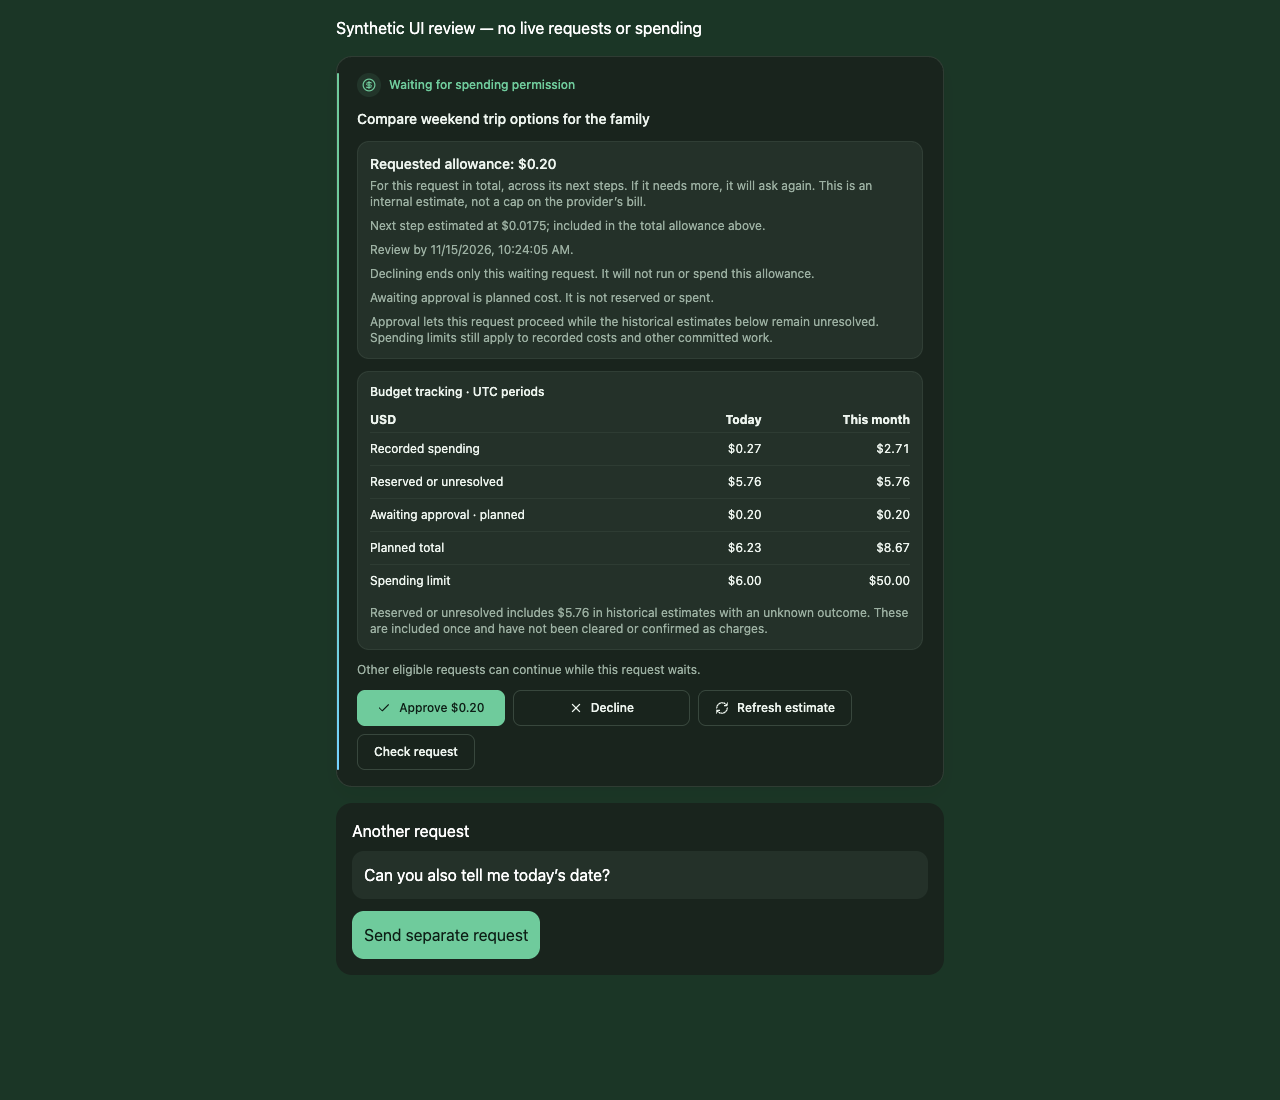 Synthetic UI review — no live requests or spending
Waiting for spending permission
Compare weekend trip options for the family
Requested allowance: $0.20
For this request in total, across its next steps. If it needs more, it will ask again. This is an
internal estimate, not a cap on the provider’s bill.
Next step estimated at $0.0175; included in the total allowance above.
Review by 11/15/2026, 10:24:05 AM.
Declining ends only this waiting request. It will not run or spend this allowance.
Awaiting approval is planned cost. It is not reserved or spent.
Approval lets this request proceed while the historical estimates below remain unresolved.
Spending limits still apply to recorded costs and other committed work.
Budget tracking · UTC periods
USD Today This month
Recorded spending $0.27 $2.71
Reserved or unresolved $5.76 $5.76
Awaiting approval · planned $0.20 $0.20
Planned total $6.23 $8.67
Spending limit $6.00 $50.00
Reserved or unresolved includes $5.76 in historical estimates with an unknown outcome. These
are included once and have not been cleared or confirmed as charges.
Other eligible requests can continue while this request waits.
Approve $0.20 Decline Refresh estimate
Check request
Another request
Can you also tell me today’s date?
Send separate request